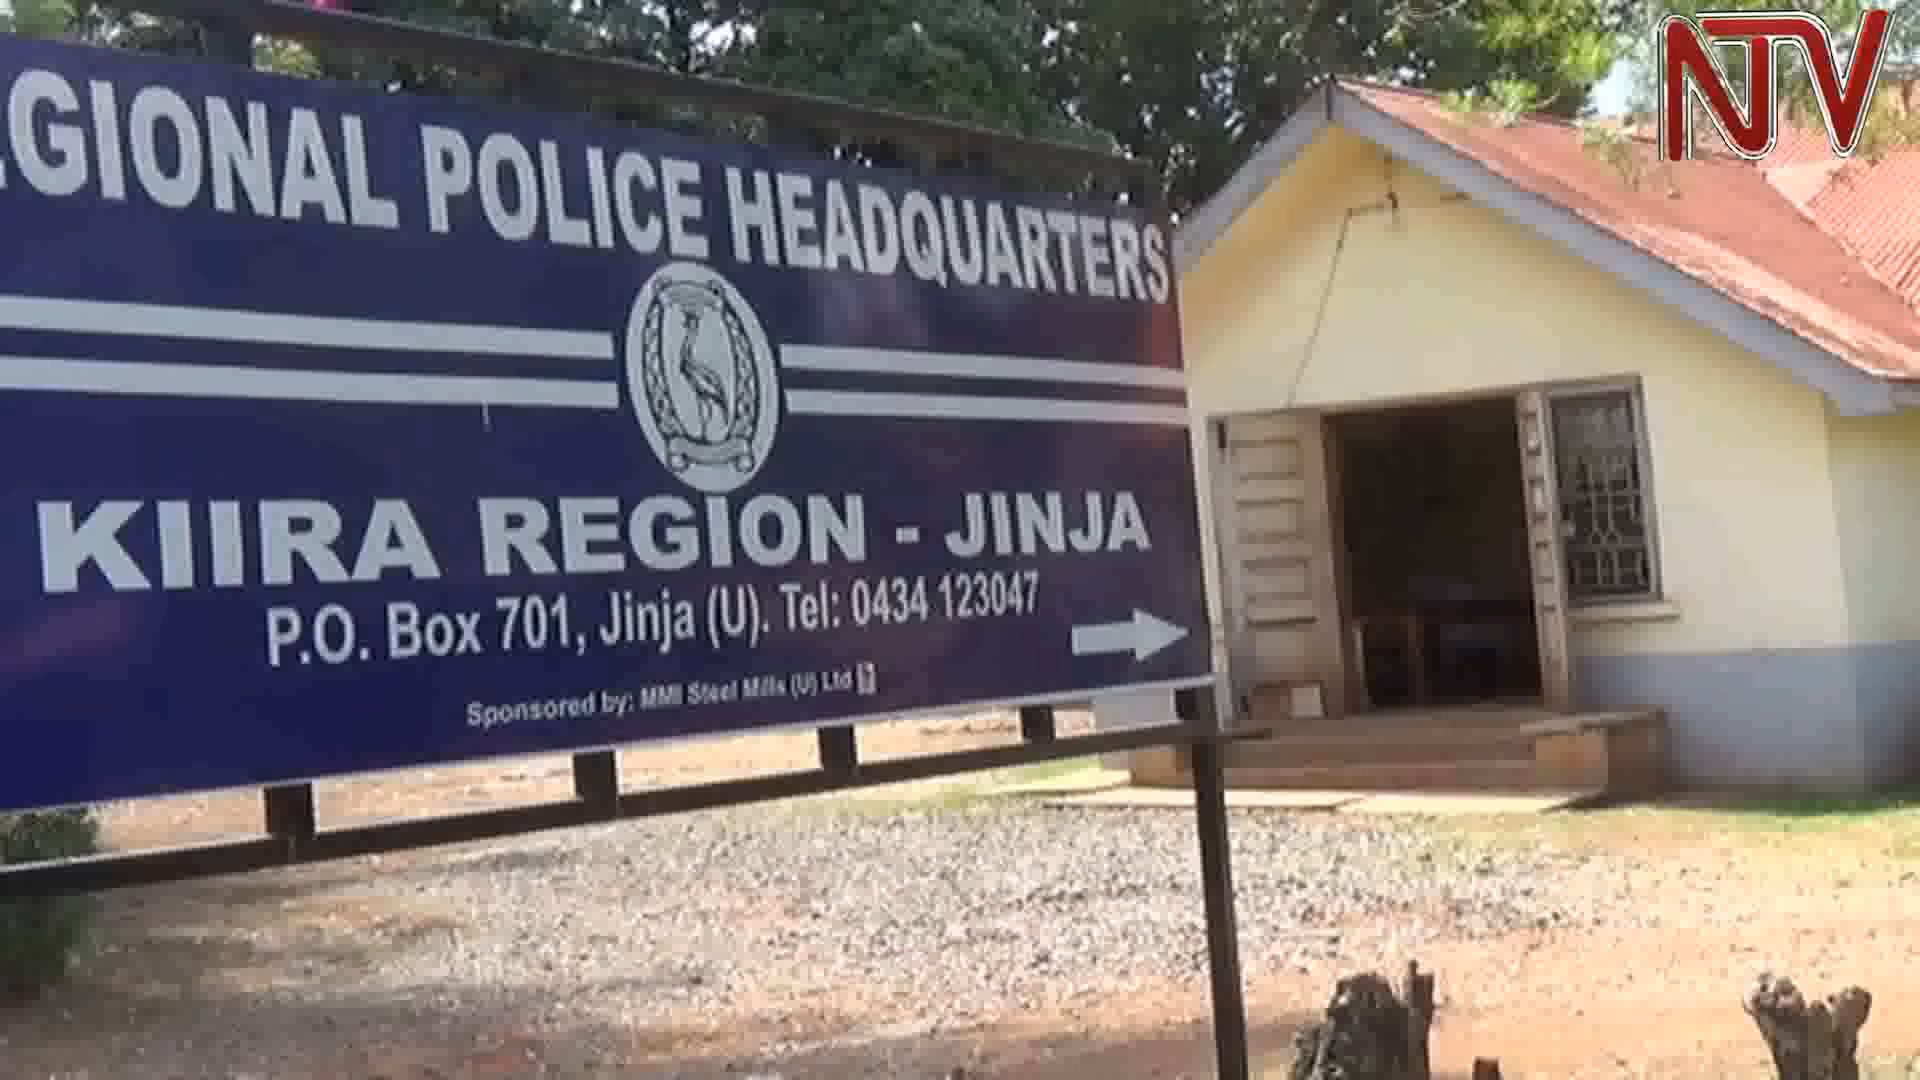 NTV
EGIONAL POLICE HEADQUARTERS
KIIRA REGION - JINJA
P.O. Box 701, Jinja (U). Tel: 0434 123047
Sponsored by: MMI Steel Mills (U) Ltd